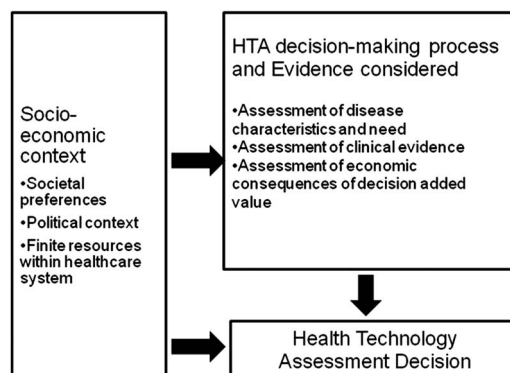 Socio-
economic
context
•Societal
preferences
•Political context
•Finite resources
within healthcare
system
HTA decision-making process
and Evidence considered
•Assessment of disease
characteristics and need
•Assessment of clinical evidence
•Assessment of economic
consequences of decision added
value
Health Technology
Assessment Decision